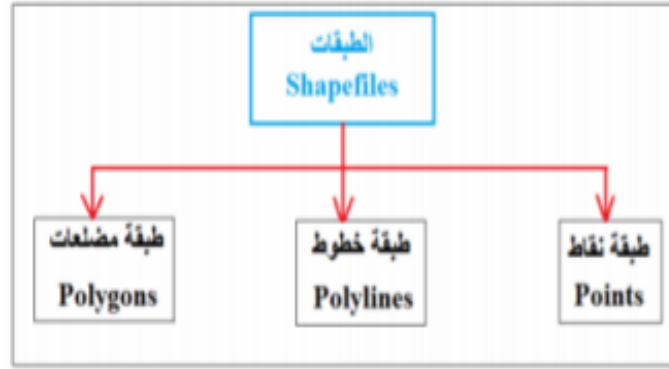 الطبقات
Shapefiles
طبقة نقاط
Points
طبقة خطوط
Polylines
طبقة مضلعات
Polygons